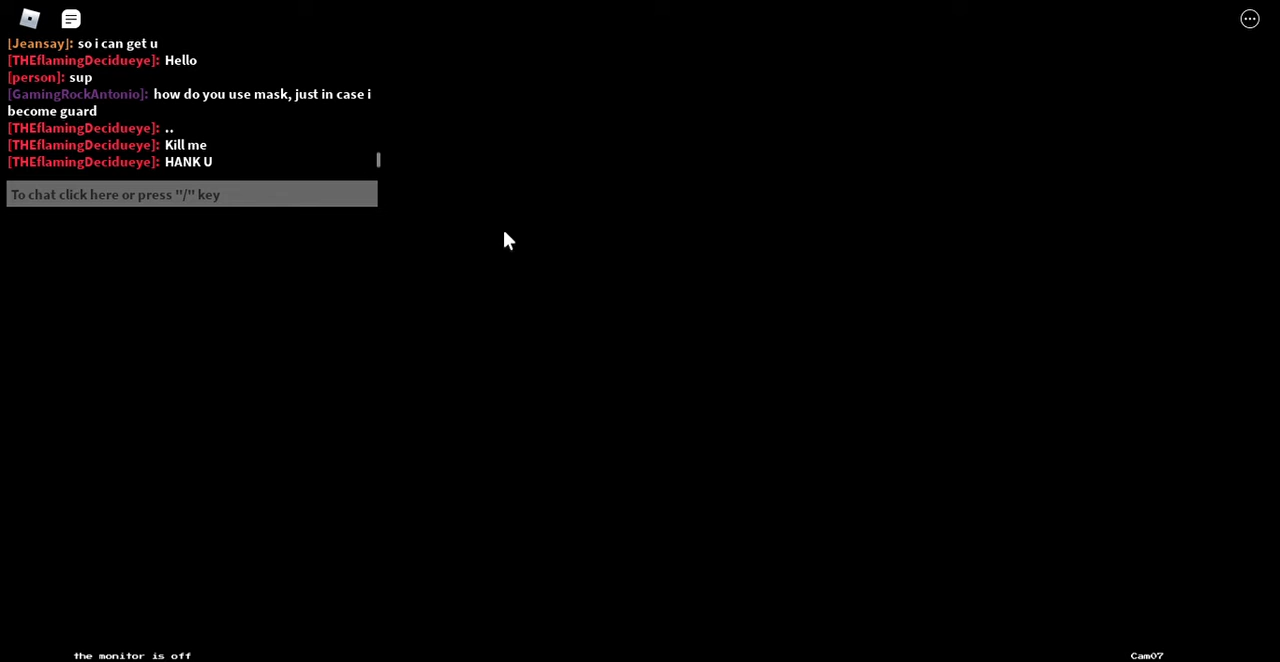 [Jeansay]: so i can get u
[THEflamingDecidueye]: Hello
[person]: sup
[GamingRockAntonio]: how do you use mask, just in case i
become guard
[THEflamingDecidueye]: ..
[THEflamingDecidueye]: Kill me
[THEflamingDecidueye]: HANK U
To chat click here or press "/" key
the monitor is off
Cam07